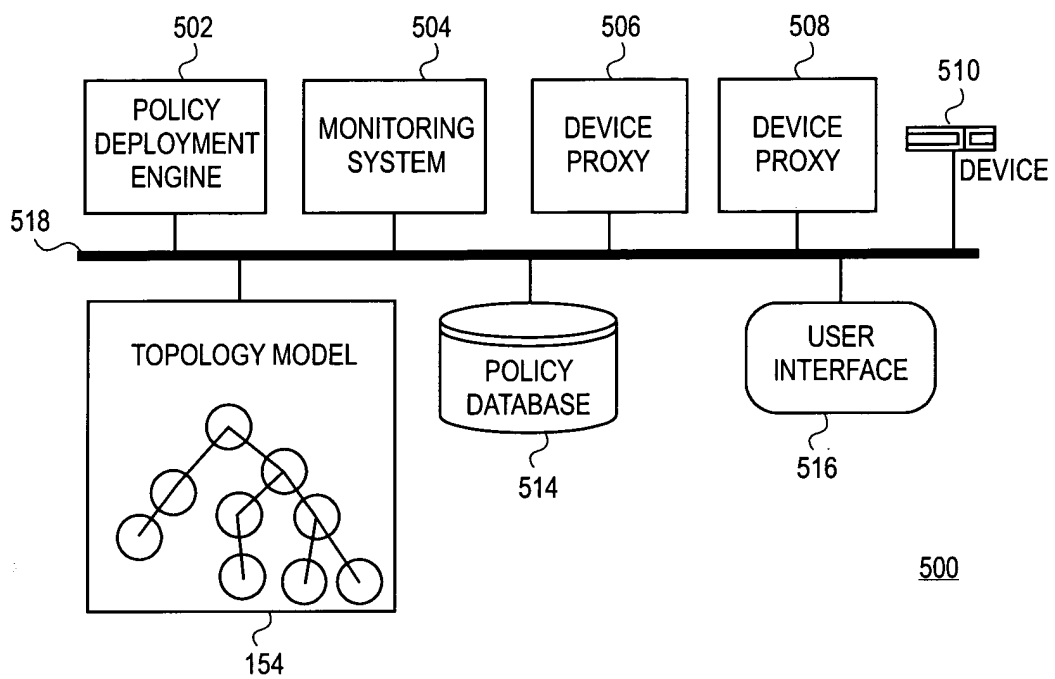 502
504
506
508
510
POLICY
DEPLOYMENT
ENGINE
MONITORING
SYSTEM
DEVICE
PROXY
DEVICE
PROXY
DEVICE
518
TOPOLOGY MODEL
POLICY
DATABASE
USER
INTERFACE
514
516
500
154